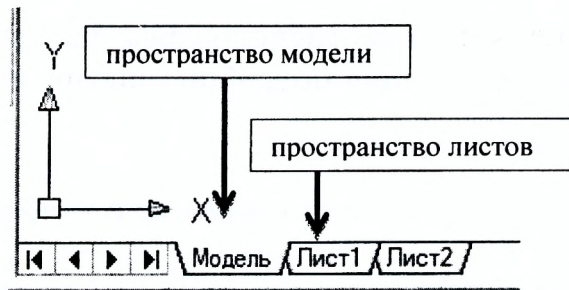 Y
пространство модели
пространство листов
X
Модель Лист1 Лист2